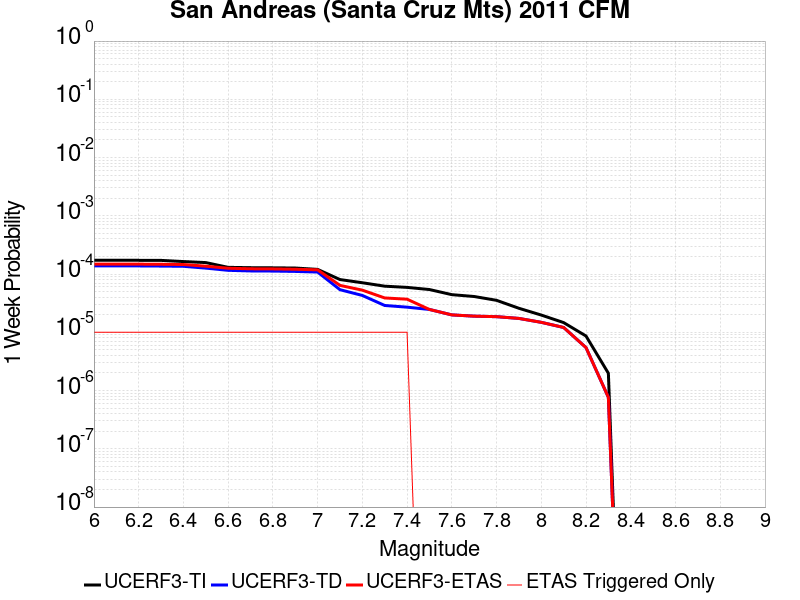 San Andreas (Santa Cruz Mts) 2011 CFM
10 0
10 -1
10 -2
10 -3
10 -4
10 -5
10 -6
10 -7
10 -8
1 Week Probability
6 6.2 6.4 6.6 6.8 7 7.2 7.4 7.6 7.8 8 8.2 8.4 8.6 8.8 9
Magnitude
UCERF3-TI UCERF3-TD UCERF3-ETAS ETAS Triggered Only